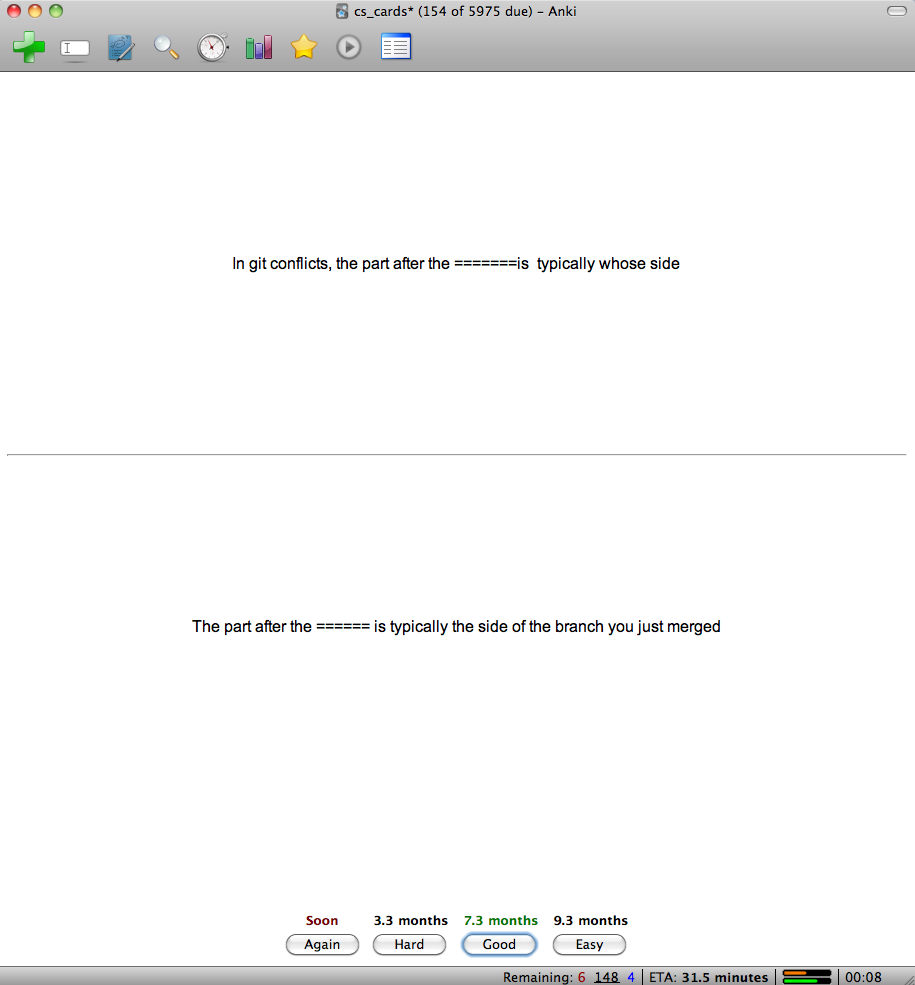 cs_cards* (154 of 5975 due) – Anki
In git conflicts, the part after the =======is  typically whose side
The part after the ====== is typically the side of the branch you just merged
Soon 3.3 months 7.3 months 9.3 months
Again Hard Good Easy
Remaining: 6 148 4 ETA: 31.5 minutes 00:08